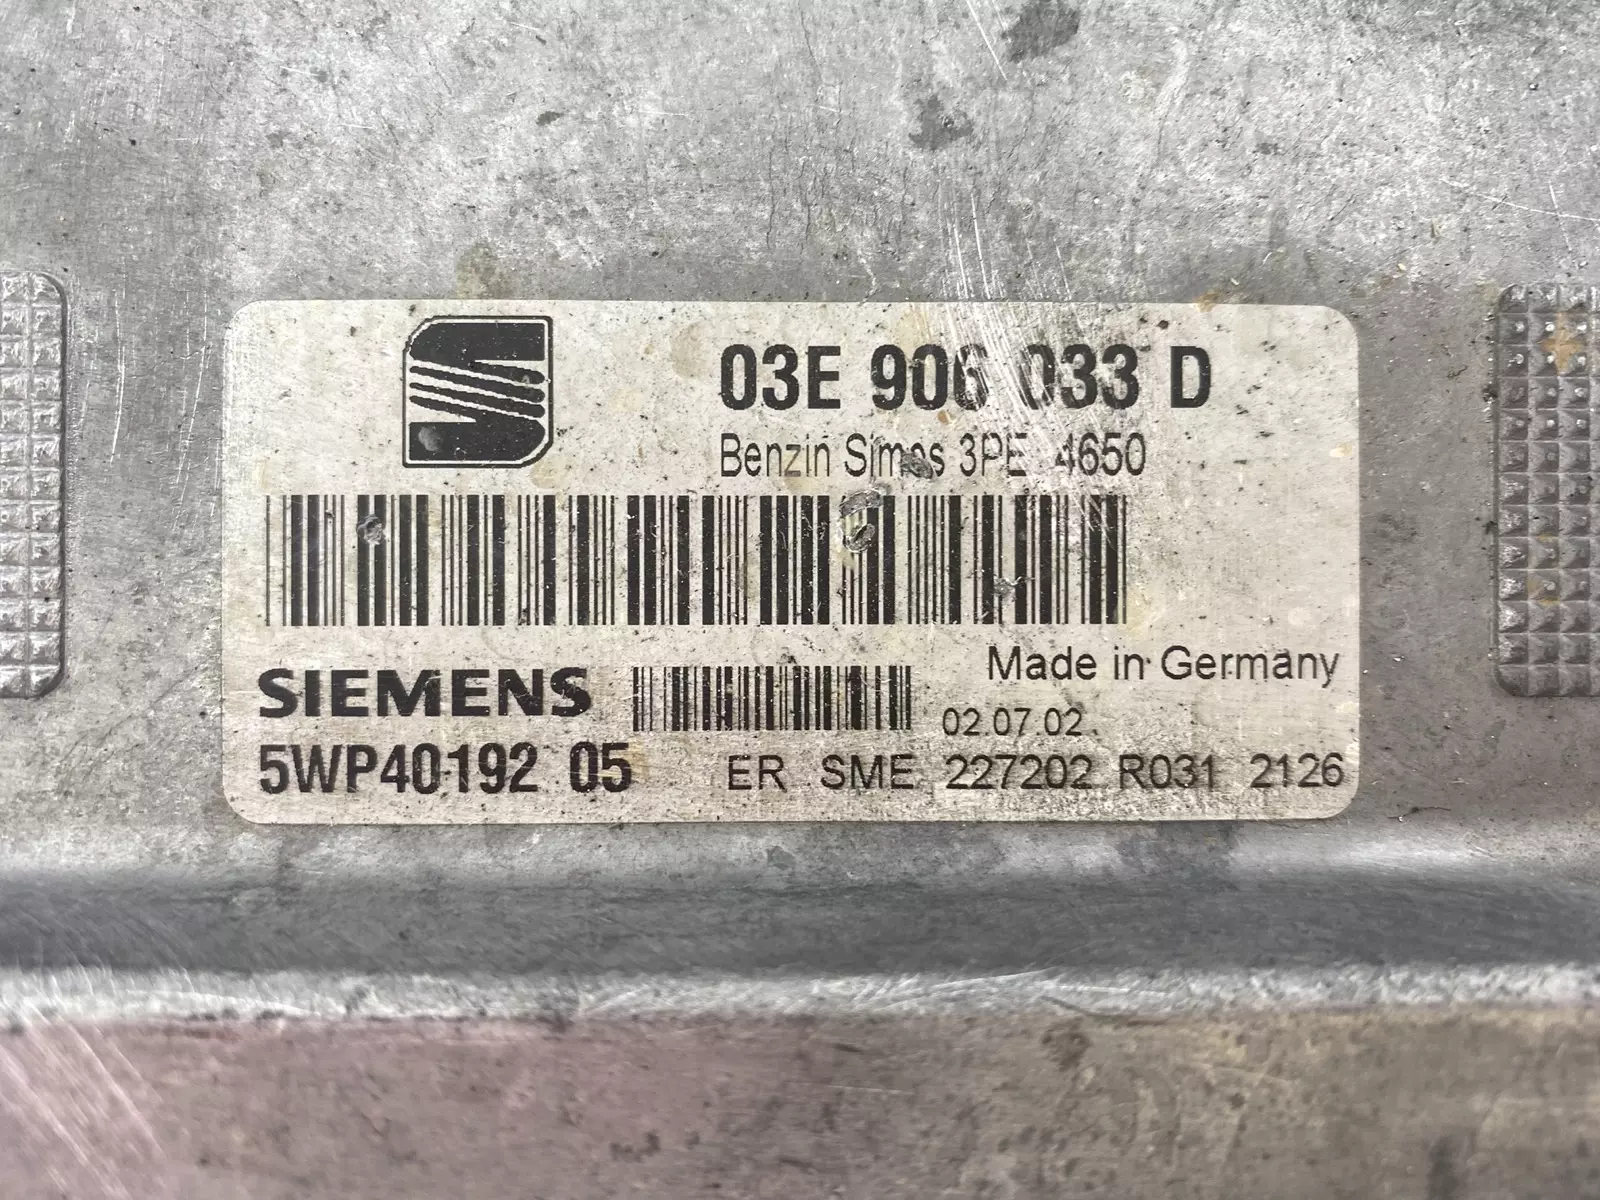 03E 906 033 D
Benzin Simos 3PE 4650
Made in Germany
SIEMENS
02.07.02.
5WP40192 05
ER SME 227202 R031 2126